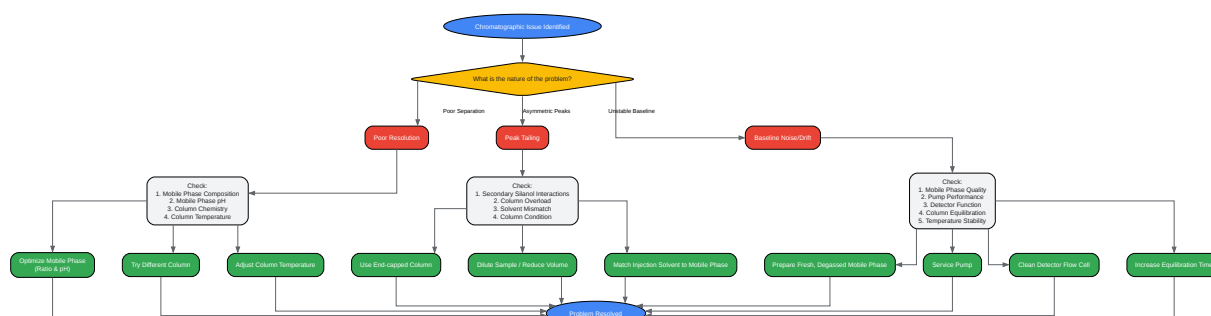 Chromatographic Issue Identified
What is the nature of the problem?
Poor Separation
Asymmetric Peaks
Unstable Baseline
Poor Resolution
Peak Tailing
Baseline Noise/Drift
Check:
1. Mobile Phase Composition
2. Mobile Phase pH
3. Column Chemistry
4. Column Temperature
Check:
1. Secondary Silanol Interactions
2. Column Overload
3. Solvent Mismatch
4. Column Condition
Check:
1. Mobile Phase Quality
2. Pump Performance
3. Detector Function
4. Column Equilibration
5. Temperature Stability
Optimize Mobile Phase
(Ratio & pH)
Try Different Column
Adjust Column Temperature
Use End-capped Column
Dilute Sample / Reduce Volume
Match Injection Solvent to Mobile Phase
Prepare Fresh, Degassed Mobile Phase
Service Pump
Clean Detector Flow Cell
Increase Equilibration Time
Problem Resolved